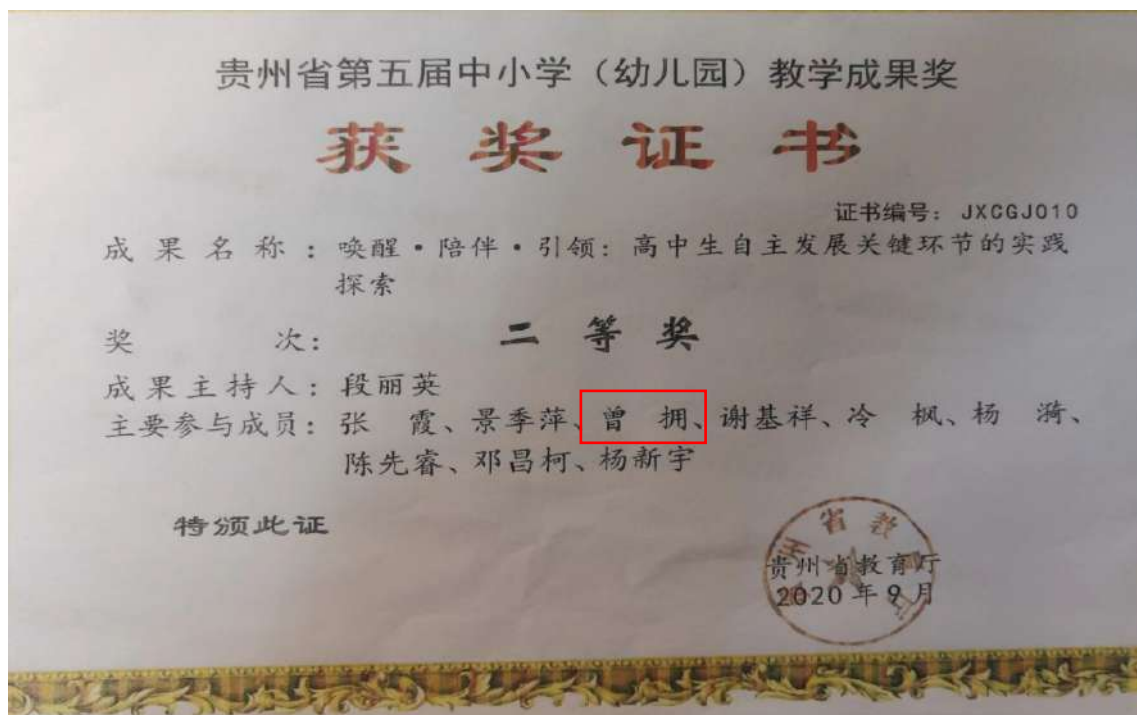 贵州省第五届中小学（幼儿园）教学成果奖
获奖证书
证书编号：JXCGJ010
成果名称：唤醒·陪伴·引领：高中生自主发展关键环节的实践
探索
奖次：二等奖
成果主持人：段丽英
主要参与成员：张霞、景季萍、曾拥、谢基祥、冷枫、杨漪、
陈先睿、邓昌柯、杨新宇
特颁此证
贵州省教育厅
2020年9月